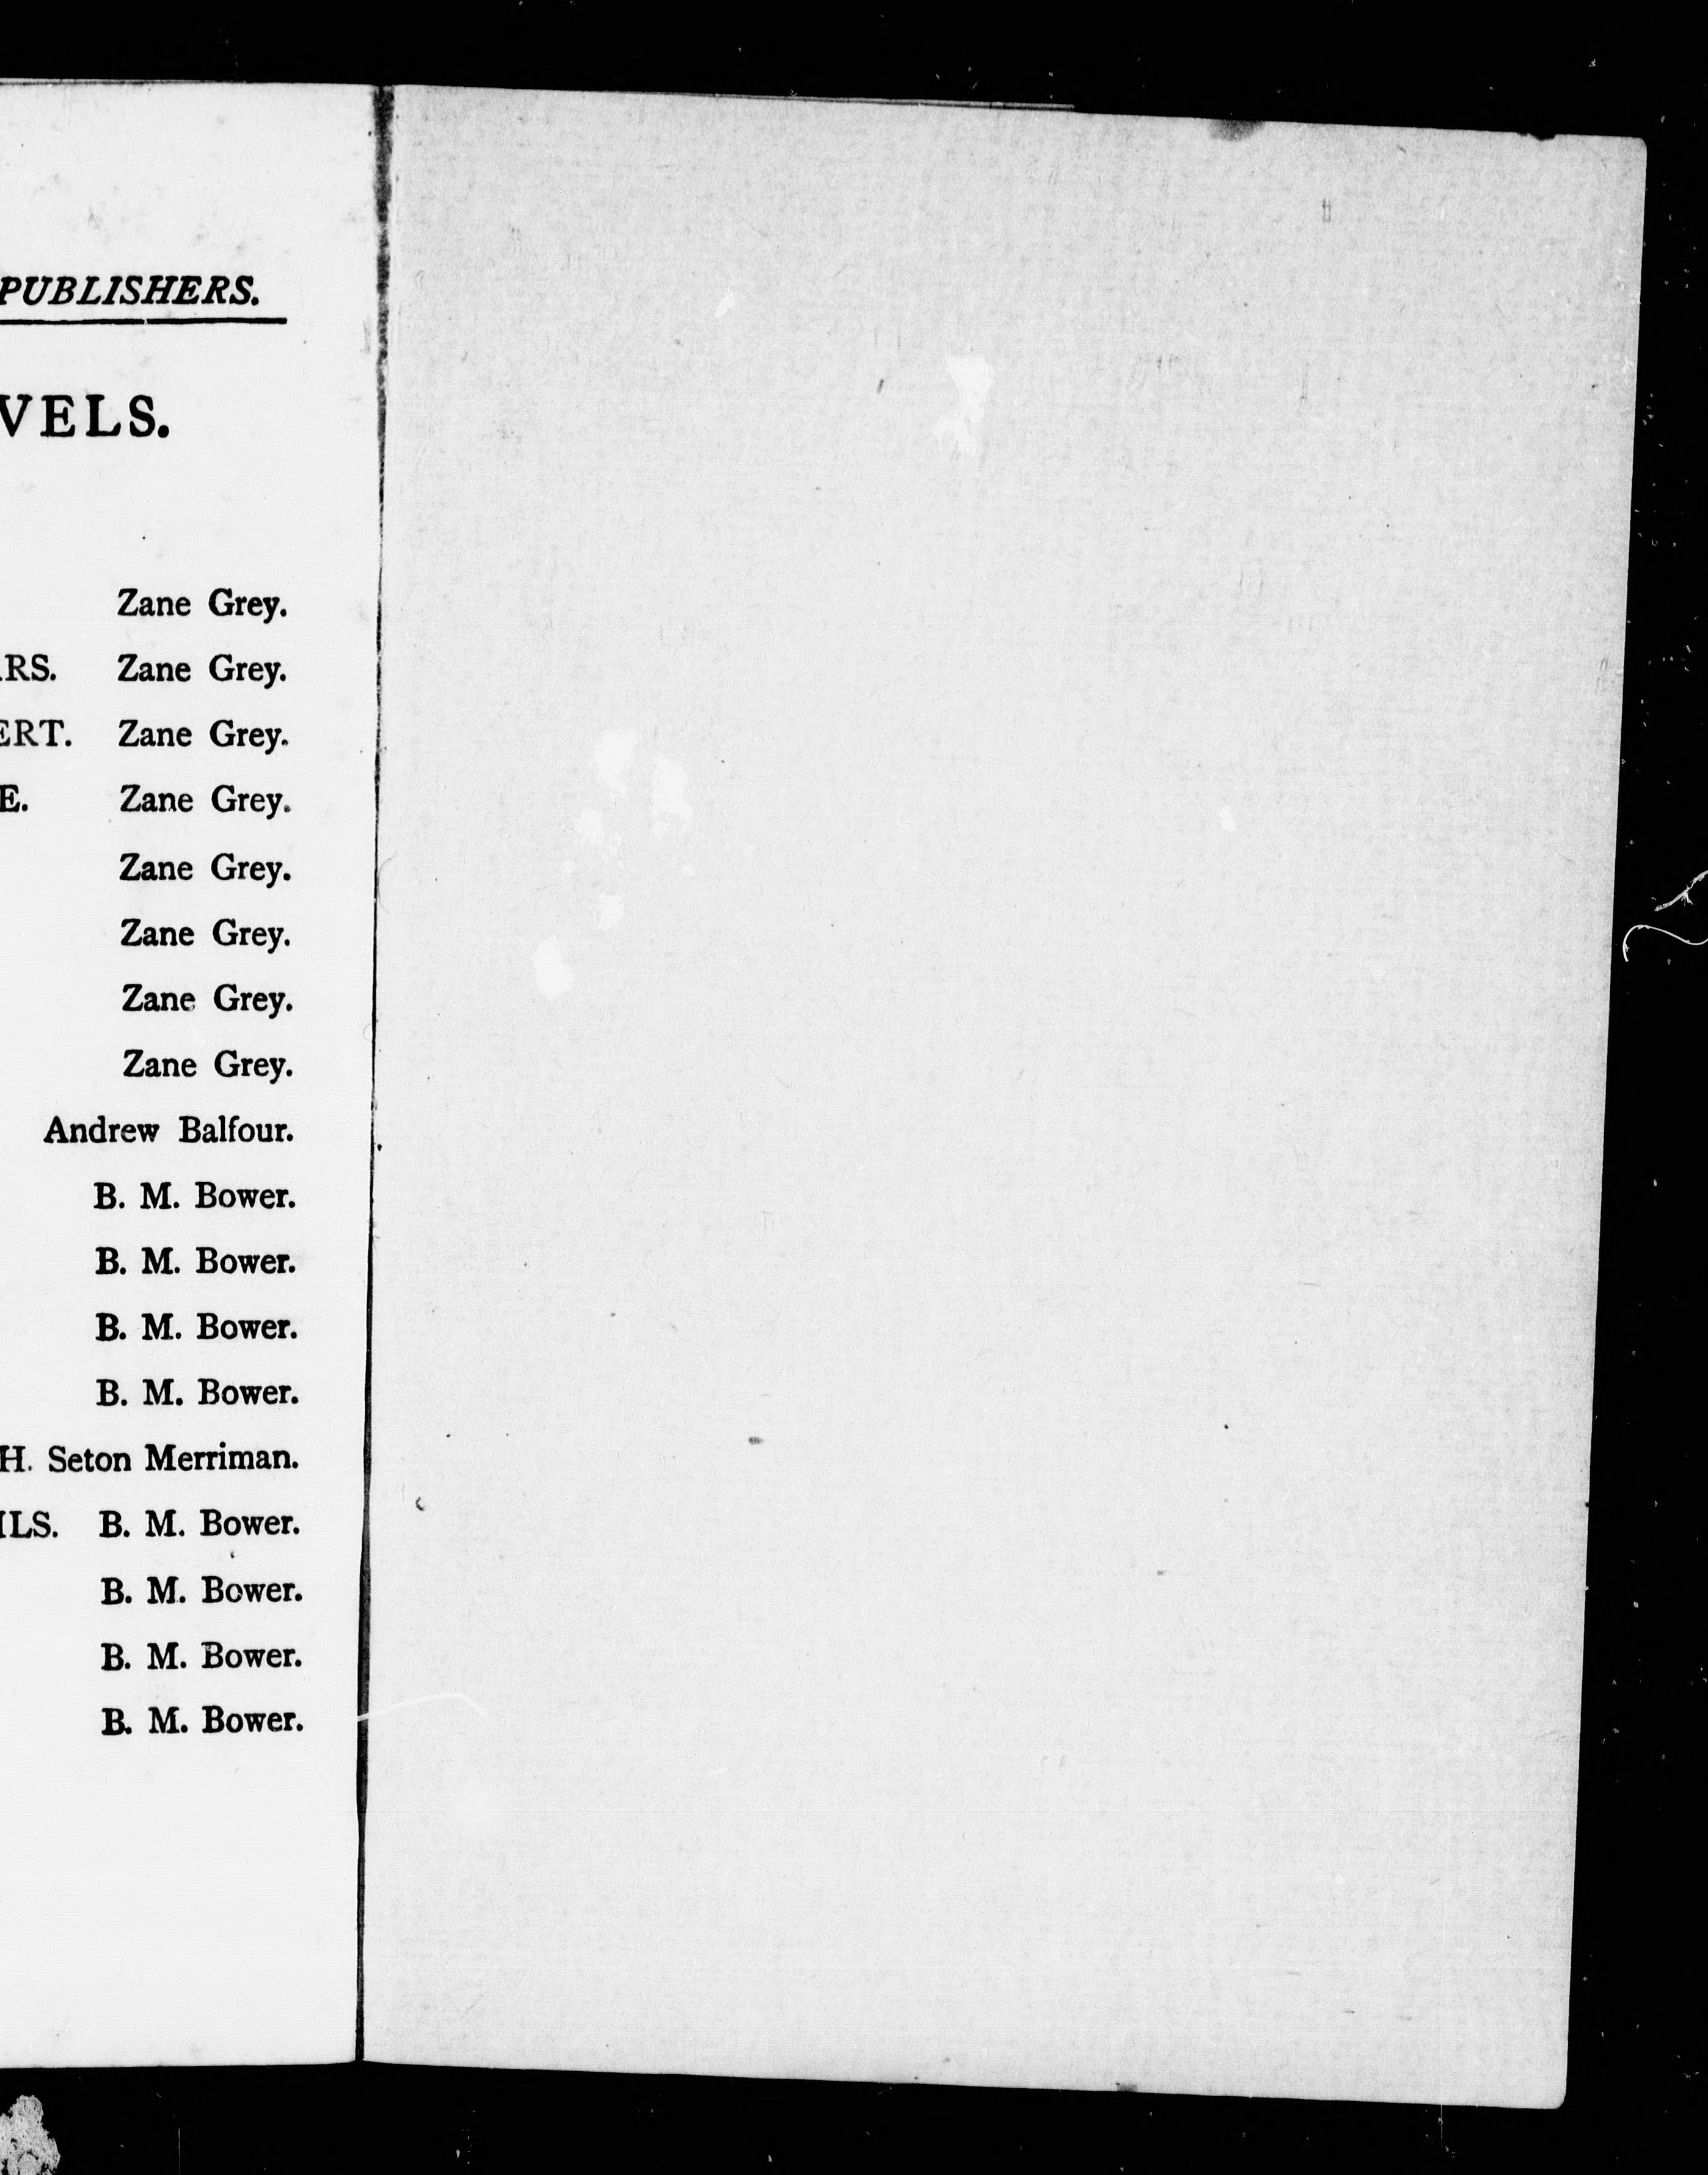 PUBLISHERS.
VELS.
Zane Grey.
RS. Zane Grey.
ERT. Zane Grey.
E. Zane Grey.
Zane Grey.
Zane Grey.
Zane Grey.
Zane Grey.
Andrew Balfour.
B. M. Bower.
B. M. Bower.
B. M. Bower.
B. M. Bower.
H. Seton Merriman.
ILS. B. M. Bower.
B. M. Bower.
B. M. Bower.
B. M. Bower.